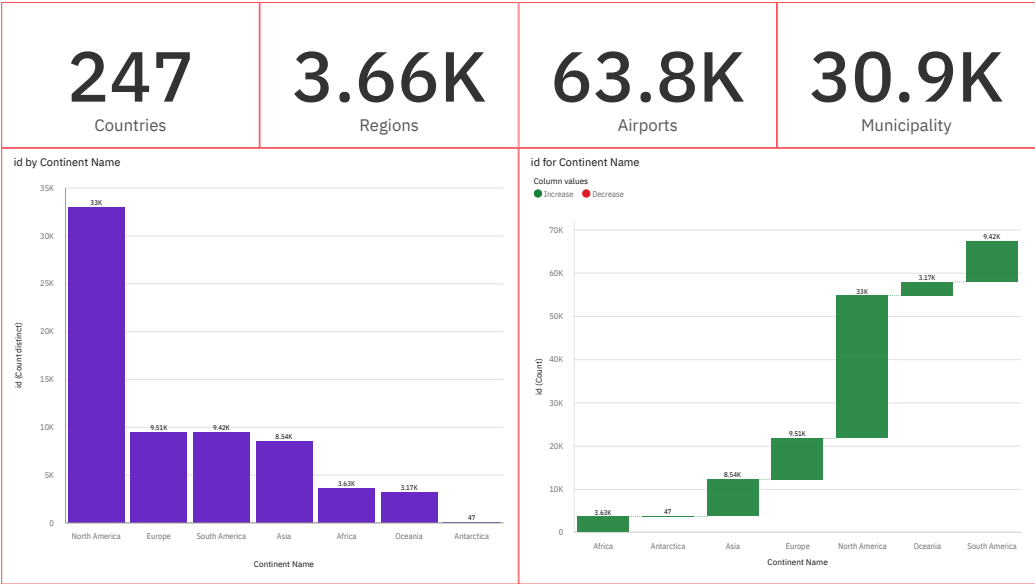 247
Countries
3.66K
Regions
63.8K
Airports
30.9K
Municipality
id by Continent Name
id (Count distinct)
35K
30K
25K
20K
15K
10K
5K
0
33K
9.51K
9.42K
8.54K
3.63K
3.17K
47
North America
Europe
South America
Asia
Africa
Oceania
Antarctica
Continent Name
id for Continent Name
Column values
Increase
Decrease
id (Count)
70K
60K
50K
40K
30K
20K
10K
0
3.63K
47
8.54K
9.51K
33K
3.17K
9.42K
Africa
Antarctica
Asia
Europe
North America
Oceania
South America
Continent Name